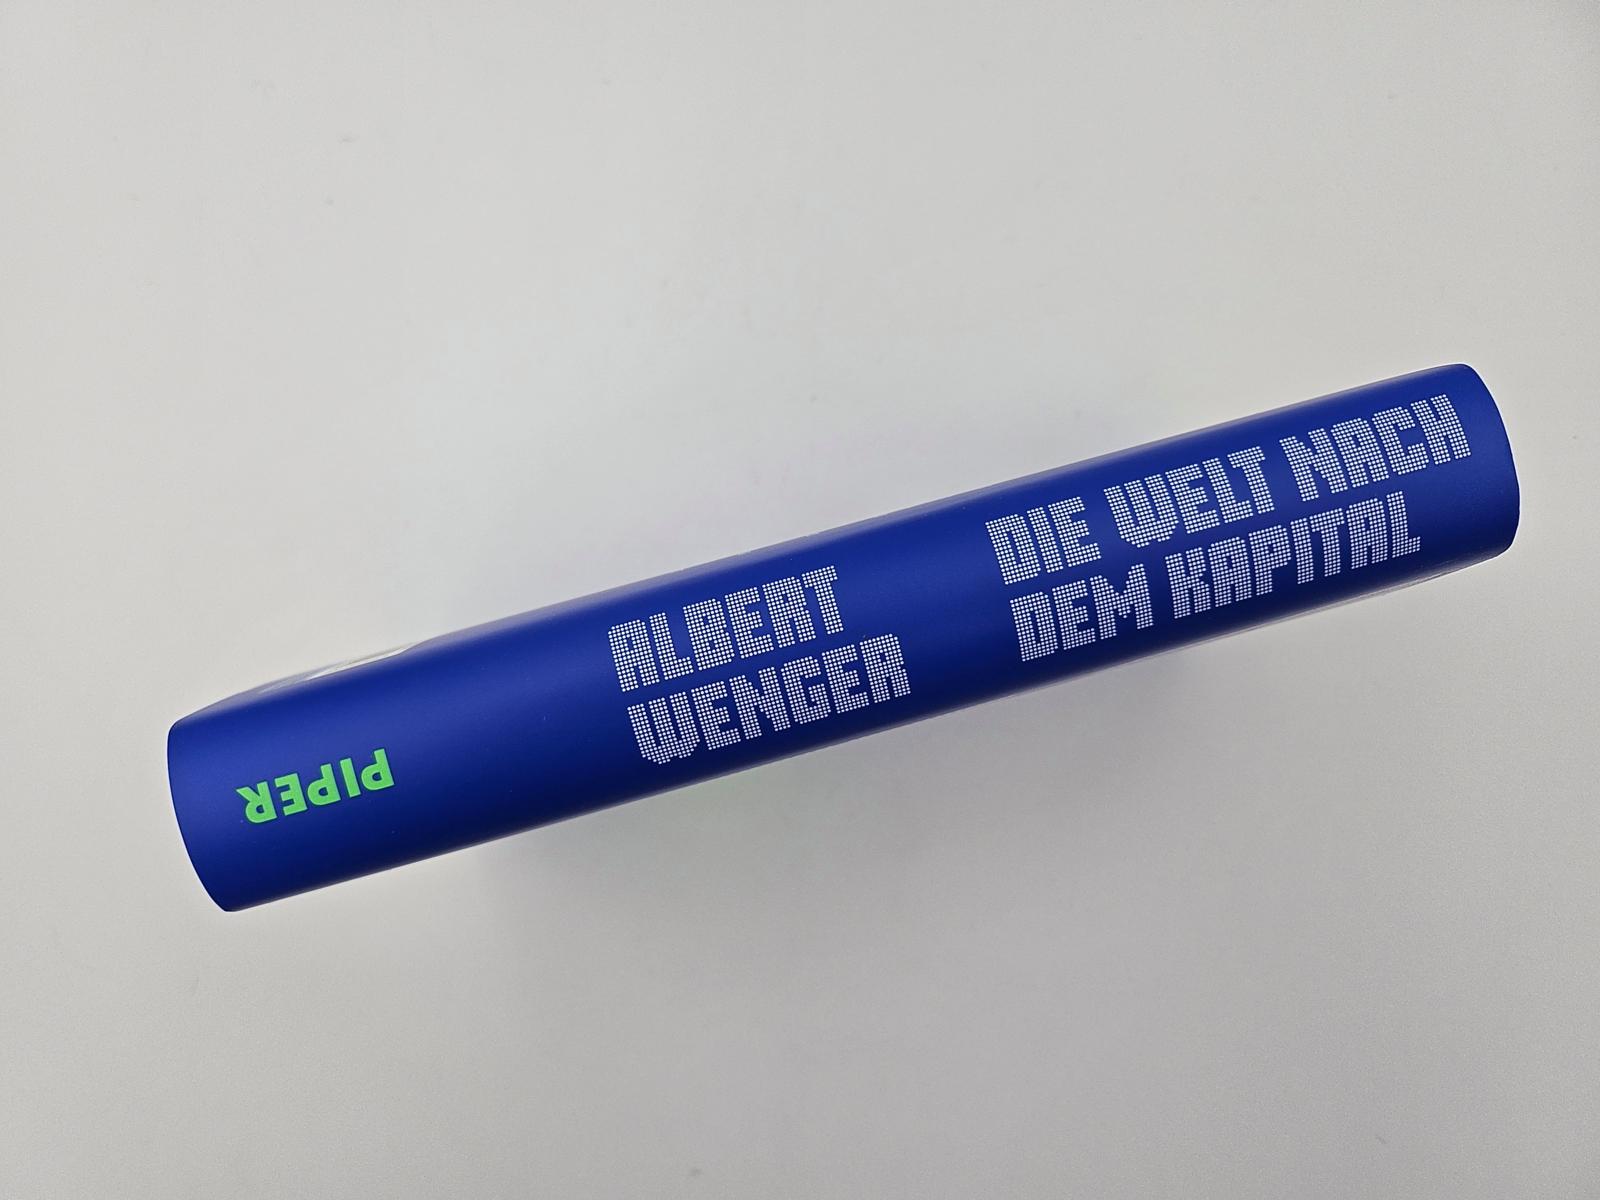 ALBERT
WENGER
DIE WELT NACH
DEM KAPITAL
PIPER